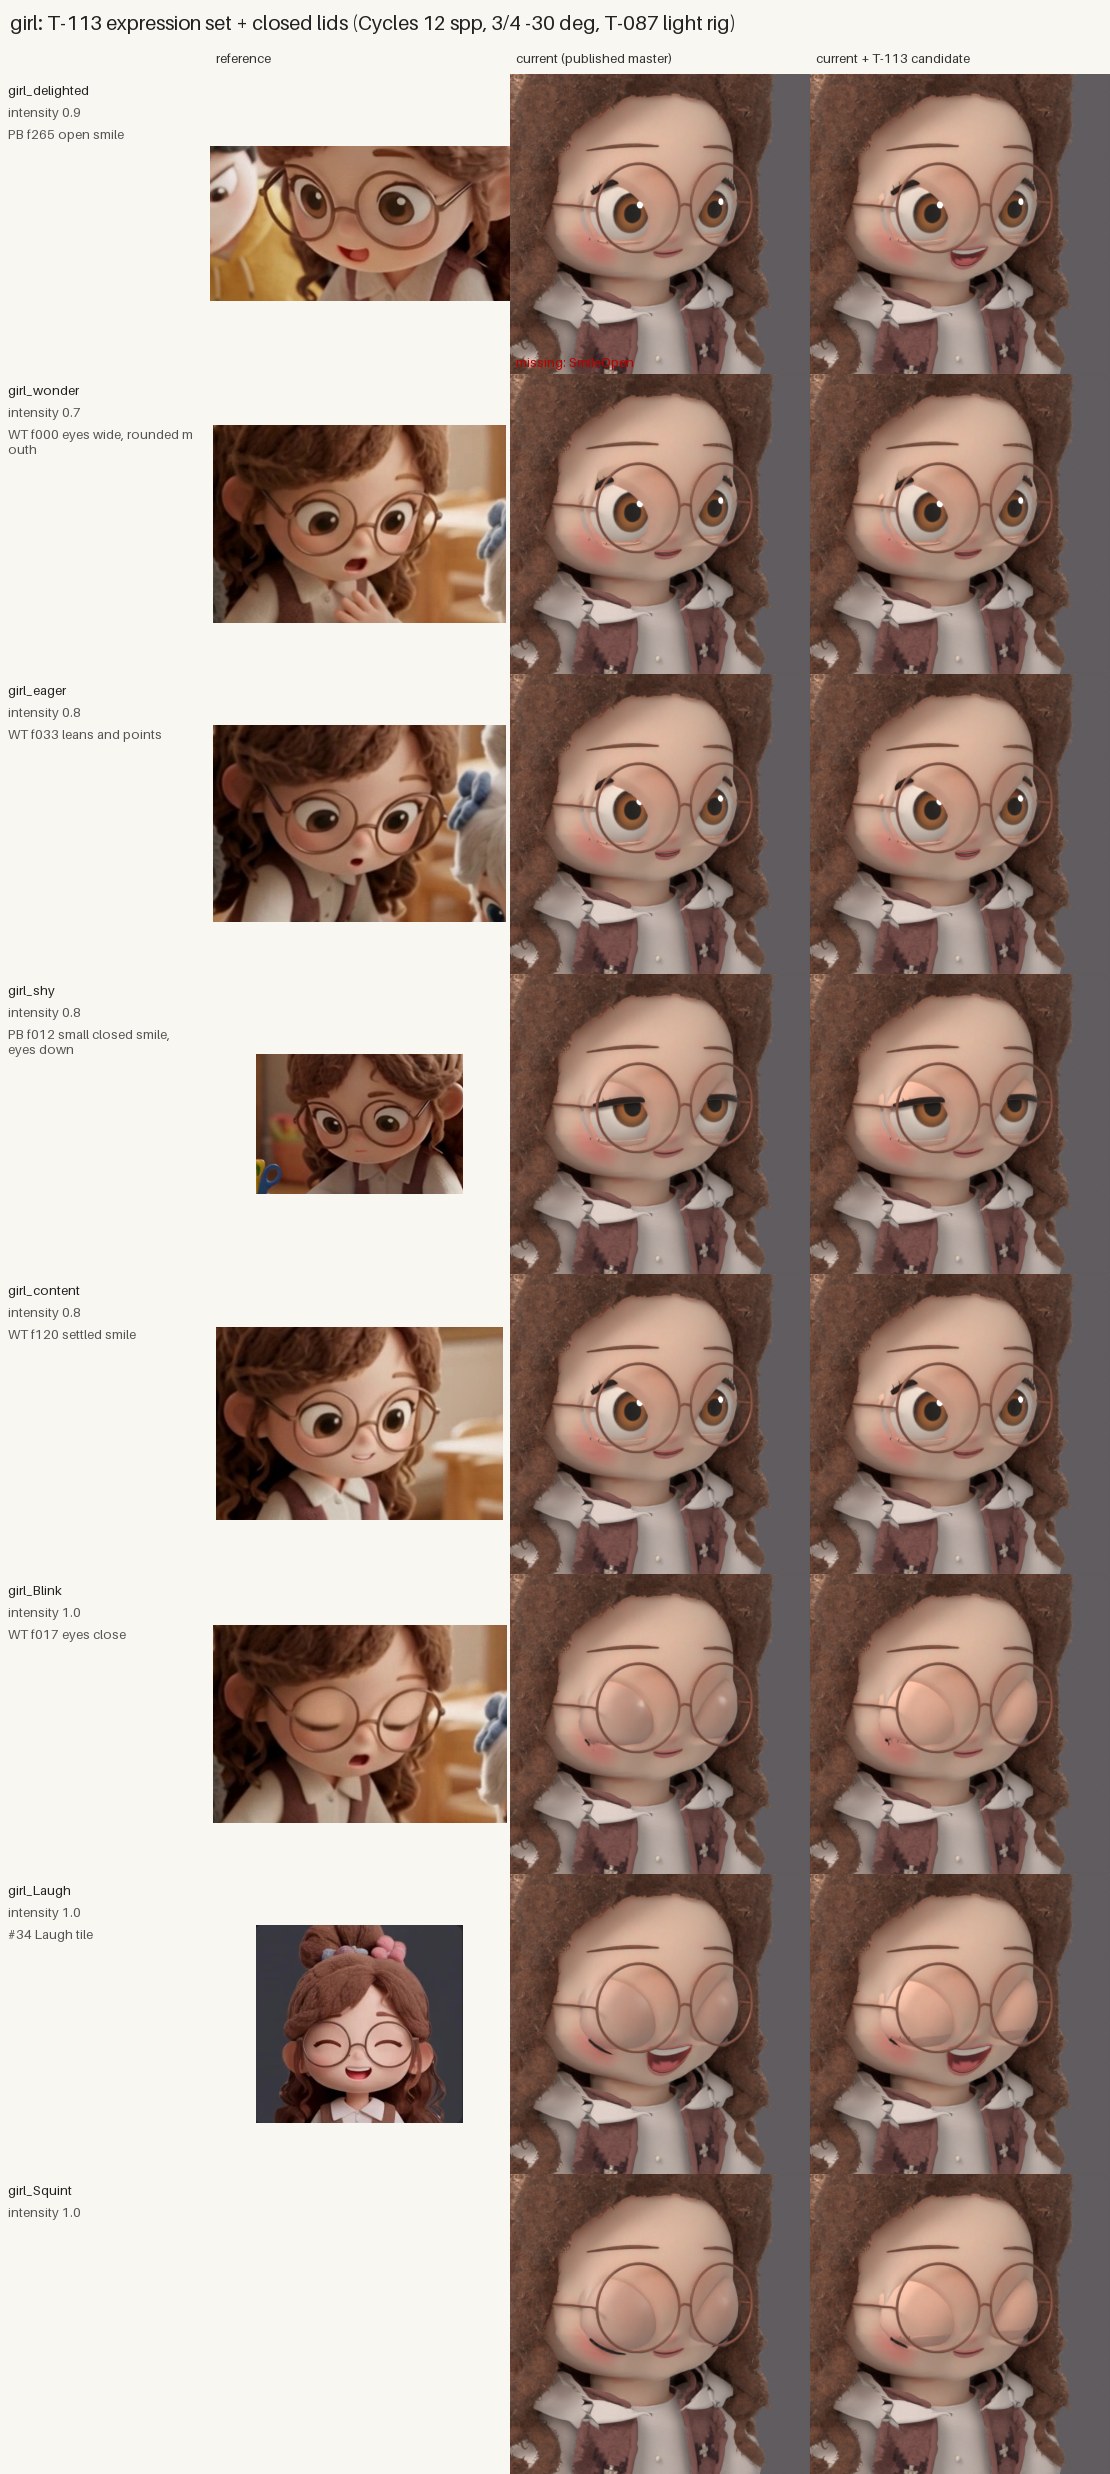 girl: T-113 expression set + closed lids (Cycles 12 spp, 3/4 -30 deg, T-087 light rig)
reference
current (published master)
current + T-113 candidate
girl_delighted
intensity 0.9
PB f265 open smile
missing: SmileOpen
girl_wonder
intensity 0.7
WT f000 eyes wide, rounded m
outh
girl_eager
intensity 0.8
WT f033 leans and points
girl_shy
intensity 0.8
PB f012 small closed smile,
eyes down
girl_content
intensity 0.8
WT f120 settled smile
girl_Blink
intensity 1.0
WT f017 eyes close
girl_Laugh
intensity 1.0
#34 Laugh tile
girl_Squint
intensity 1.0